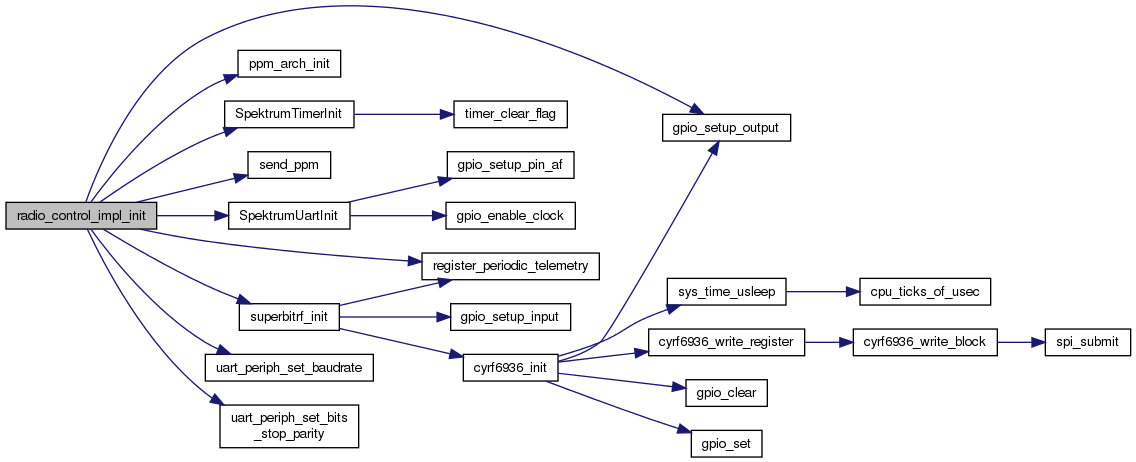 radio_control_impl_init
ppm_arch_init
SpektrumTimerInit
send_ppm
SpektrumUartInit
superbitrf_init
uart_periph_set_baudrate
uart_periph_set_bits
_stop_parity
timer_clear_flag
gpio_setup_pin_af
gpio_enable_clock
register_periodic_telemetry
gpio_setup_input
cyrf6936_init
gpio_setup_output
sys_time_usleep
cyrf6936_write_register
gpio_clear
gpio_set
cpu_ticks_of_usec
cyrf6936_write_block
spi_submit